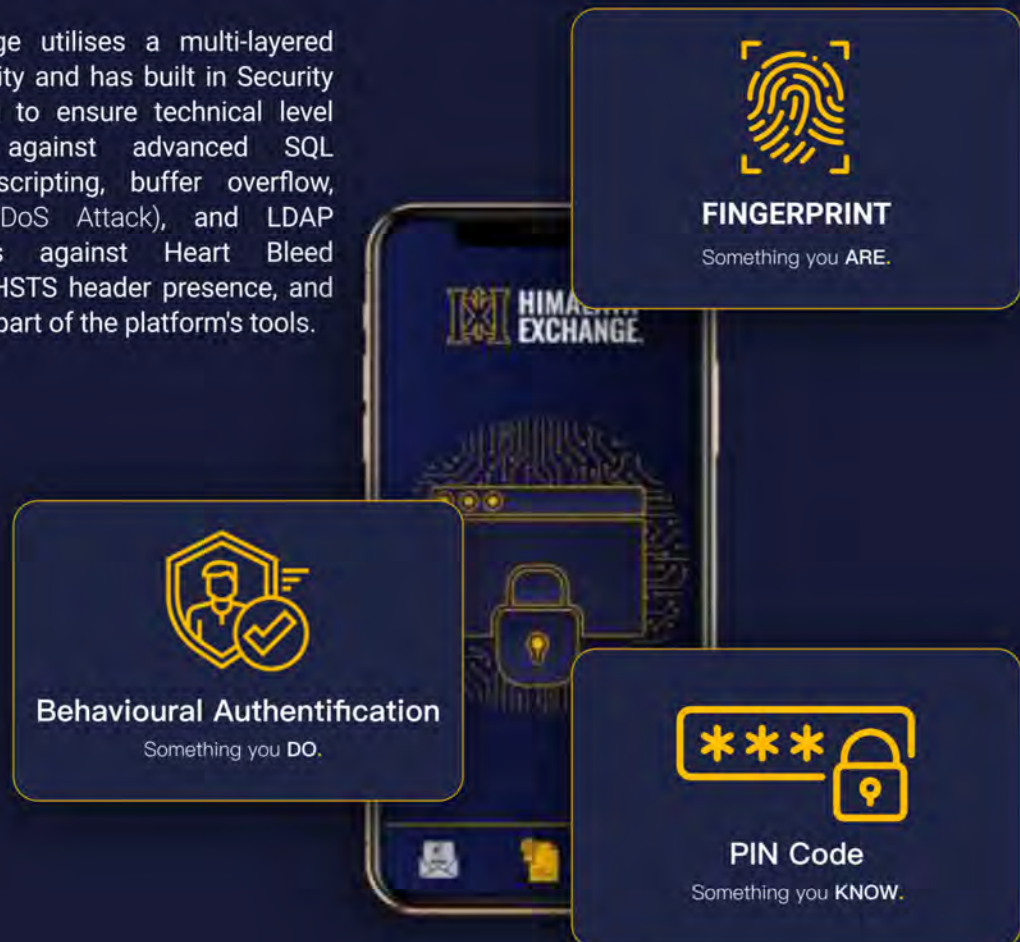 ge utilises a multi-layered
ity and has built in Security
to ensure technical level
against advanced SQL
scripting, buffer overflow,
DoS Attack), and LDAP
s against Heart Bleed
HSTS header presence, and
part of the platform's tools.
FINGERPRINT
Something you ARE.
EXCHANGE
Behavioural Authentification
Something you DO.
***
PIN Code
Something you KNOW.